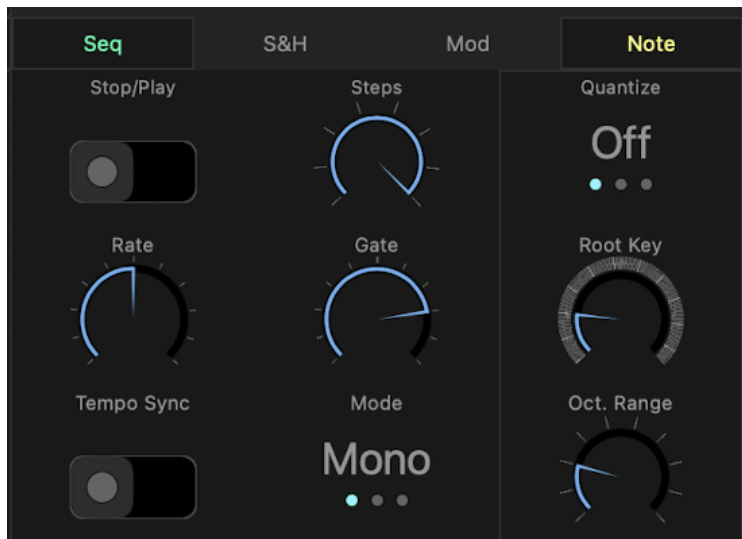 Seq S&H Mod Note
Stop/Play Steps Quantize
Off
Rate Gate Root Key
Tempo Sync Mode Oct. Range
Mono